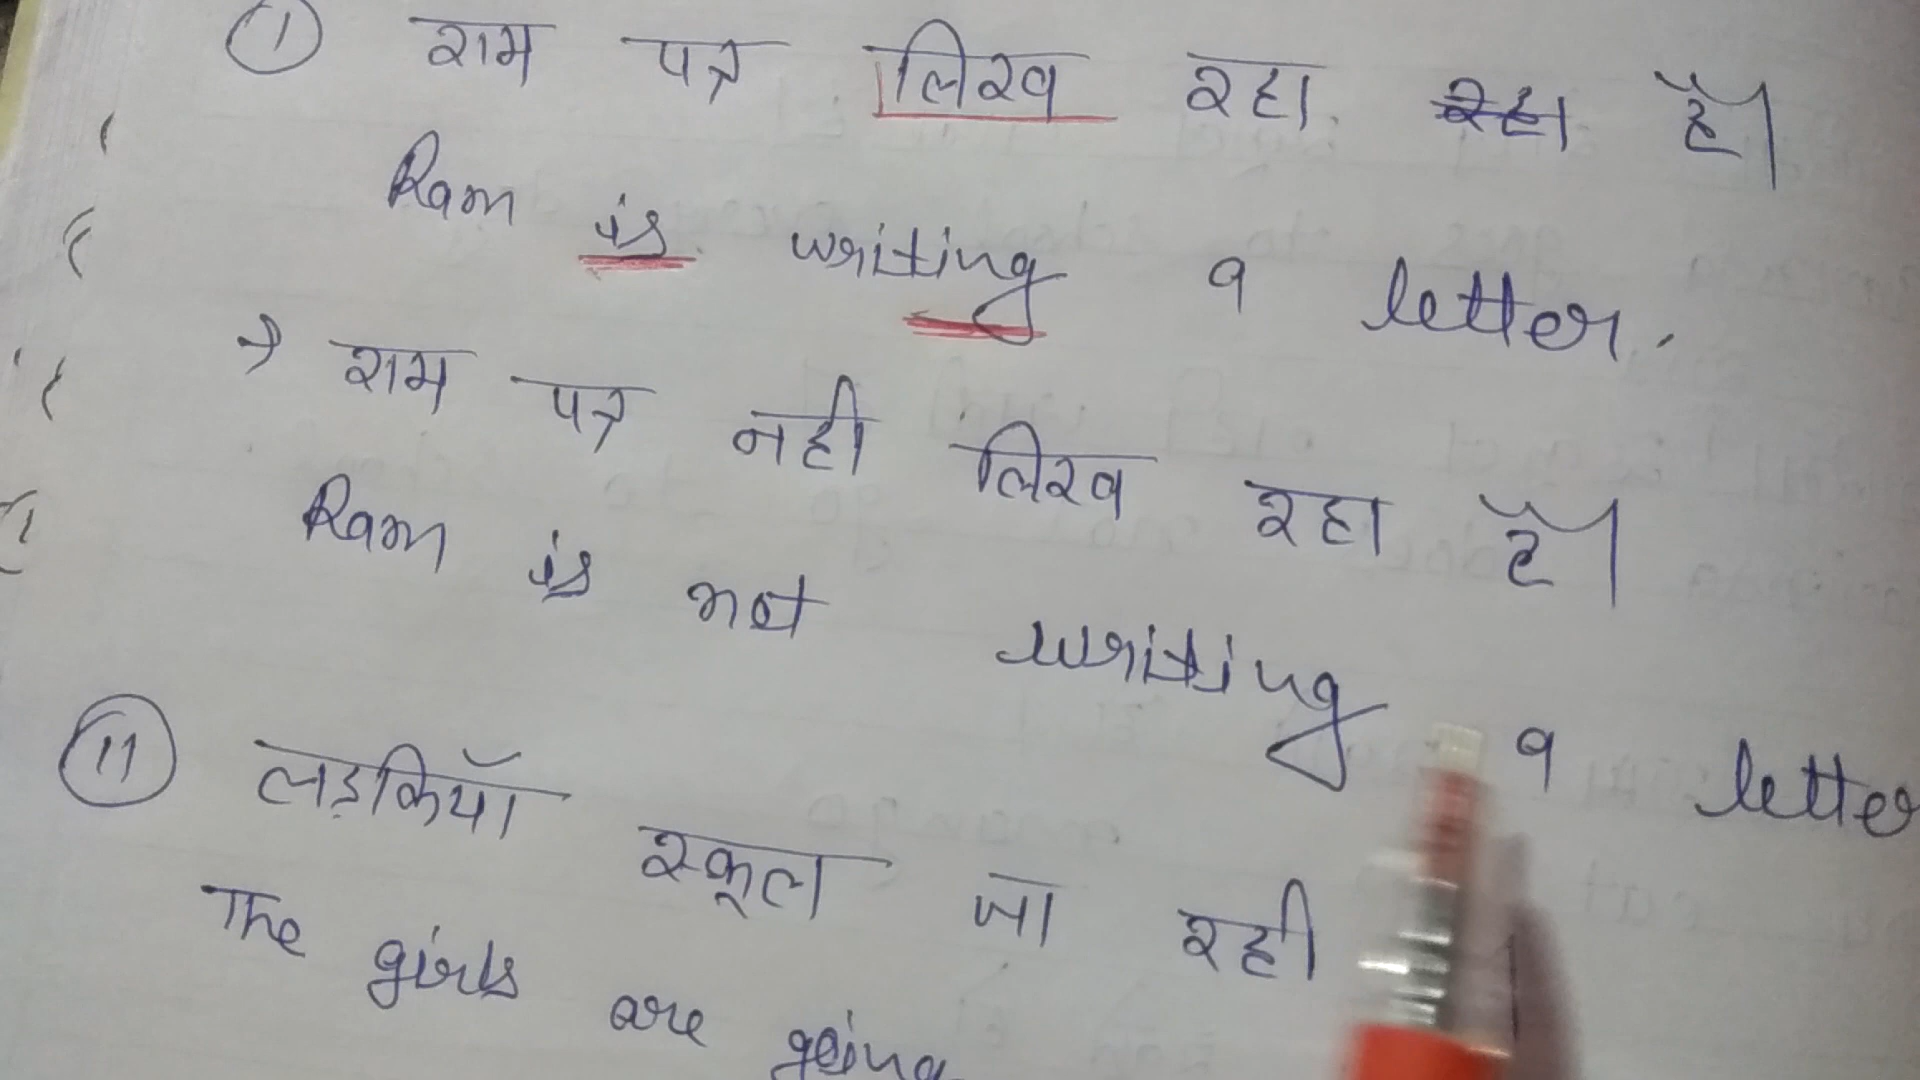 ① राम पत्र लिख रहा रहा हैं।
Ram is writing a letter.
→ राम पत्र नही लिख रहा हैं।
Ram is not writing a letter
⑪ लड़कियाँ स्कूल जा रही
The girls are going